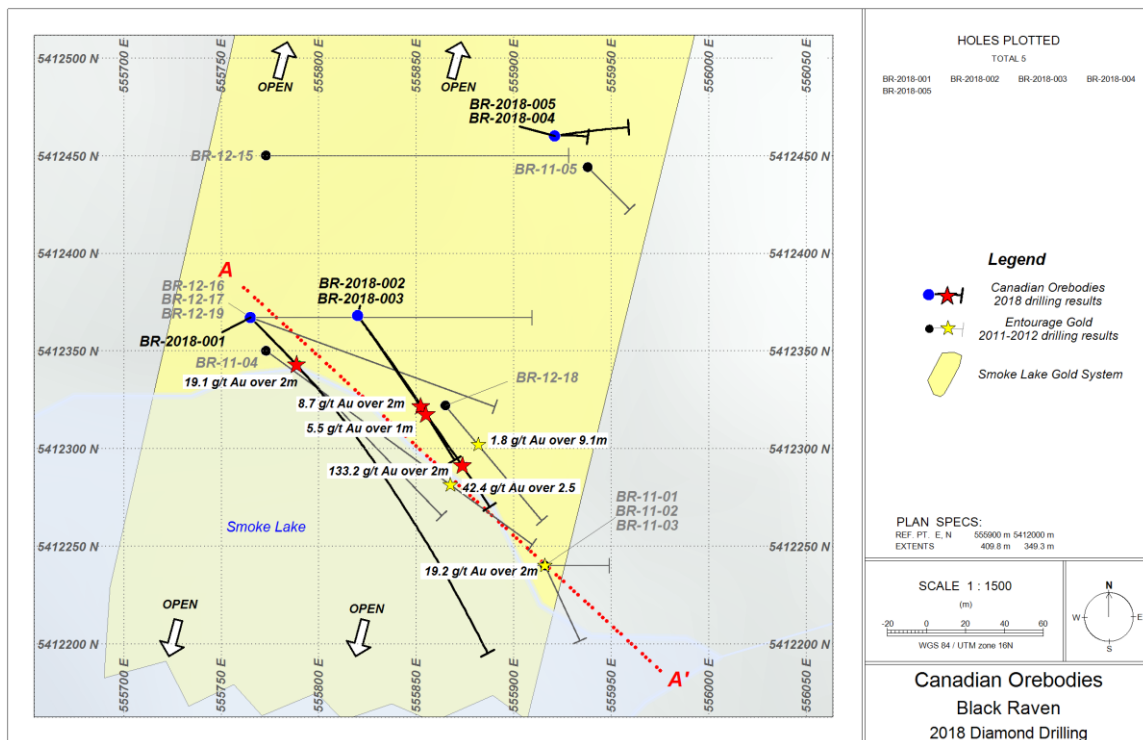 555700 E
555750 E
555800 E
555850 E
555900 E
555950 E
556000 E
556050 E
5412500 N
5412500 N
OPEN
OPEN
BR-2018-005
BR-2018-004
5412450 N
BR-12-15
BR-11-05
5412450 N
5412400 N
5412400 N
A
BR-12-16
BR-12-17
BR-12-19
BR-2018-002
BR-2018-003
BR-2018-001
5412350 N
BR-11-04
5412350 N
19.1 g/t Au over 2m
BR-12-18
8.7 g/t Au over 2m
5.5 g/t Au over 1m
1.8 g/t Au over 9.1m
5412300 N
5412300 N
133.2 g/t Au over 2m
42.4 g/t Au over 2.5
BR-11-01
BR-11-02
BR-11-03
Smoke Lake
5412250 N
5412250 N
19.2 g/t Au over 2m
OPEN
OPEN
5412200 N
5412200 N
A'
555700 E
555750 E
555800 E
555850 E
555900 E
555950 E
556000 E
556050 E
HOLES PLOTTED
TOTAL 5
BR-2018-001 BR-2018-002 BR-2018-003 BR-2018-004
BR-2018-005
Legend
Canadian Orebodies
2018 drilling results
Entourage Gold
2011-2012 drilling results
Smoke Lake Gold System
PLAN SPECS:
REF. PT. E, N 555900 m 5412000 m
EXTENTS 409.8 m 349.3 m
SCALE 1 : 1500
(m)
-20 0 20 40 60
WGS 84 / UTM zone 16N
N
W E
S
Canadian Orebodies
Black Raven
2018 Diamond Drilling